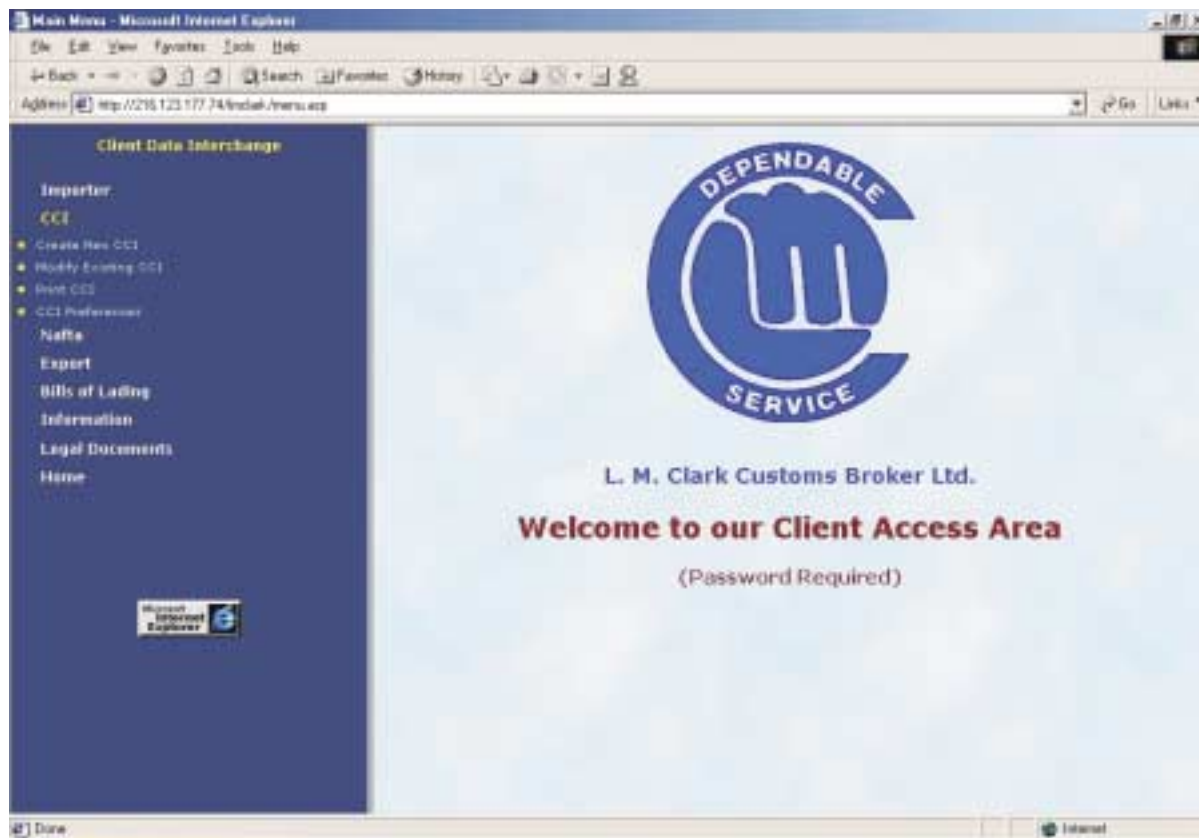 Main Menu - Microsoft Internet Explorer
File Edit View Favorites Tools Help
Back Search Favorites History
Address Go Links
Client Data Interchange
Importer
CCI
Create New CCI
Modify Existing CCI
Print CCI
CCI Preferences
Nafta
Export
Bills of Lading
Information
Legal Documents
Home
Microsoft
Internet
Explorer
DEPENDABLE
SERVICE
L. M. Clark Customs Broker Ltd.
Welcome to our Client Access Area
(Password Required)
Done Internet